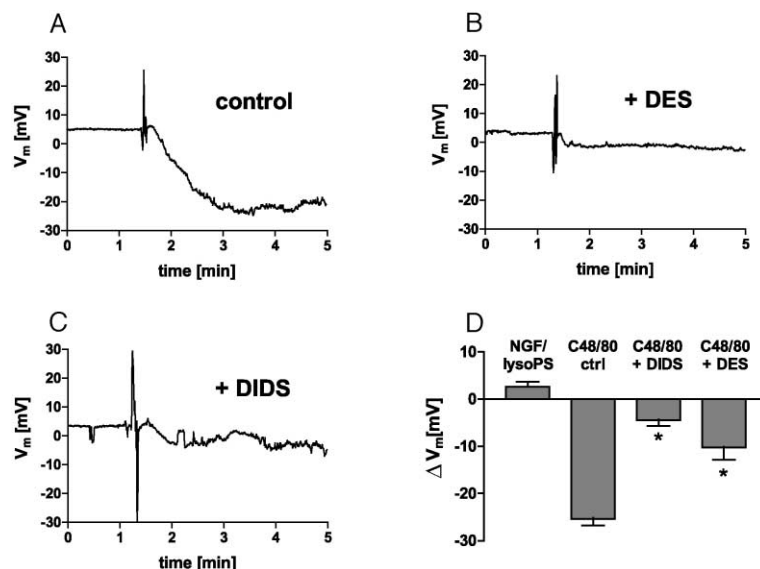 A
30
20
10
0
-10
-20
-30
Vm [mV]
control
0 1 2 3 4 5
time [min]
B
30
20
10
0
-10
-20
-30
Vm [mV]
+ DES
0 1 2 3 4 5
time [min]
C
30
20
10
0
-10
-20
-30
Vm [mV]
+ DIDS
0 1 2 3 4 5
time [min]
D
NGF/ C48/80 C48/80 C48/80
lysoPS ctrl + DIDS + DES
10
0
-10
-20
-30
Δ Vm[mV]
* *